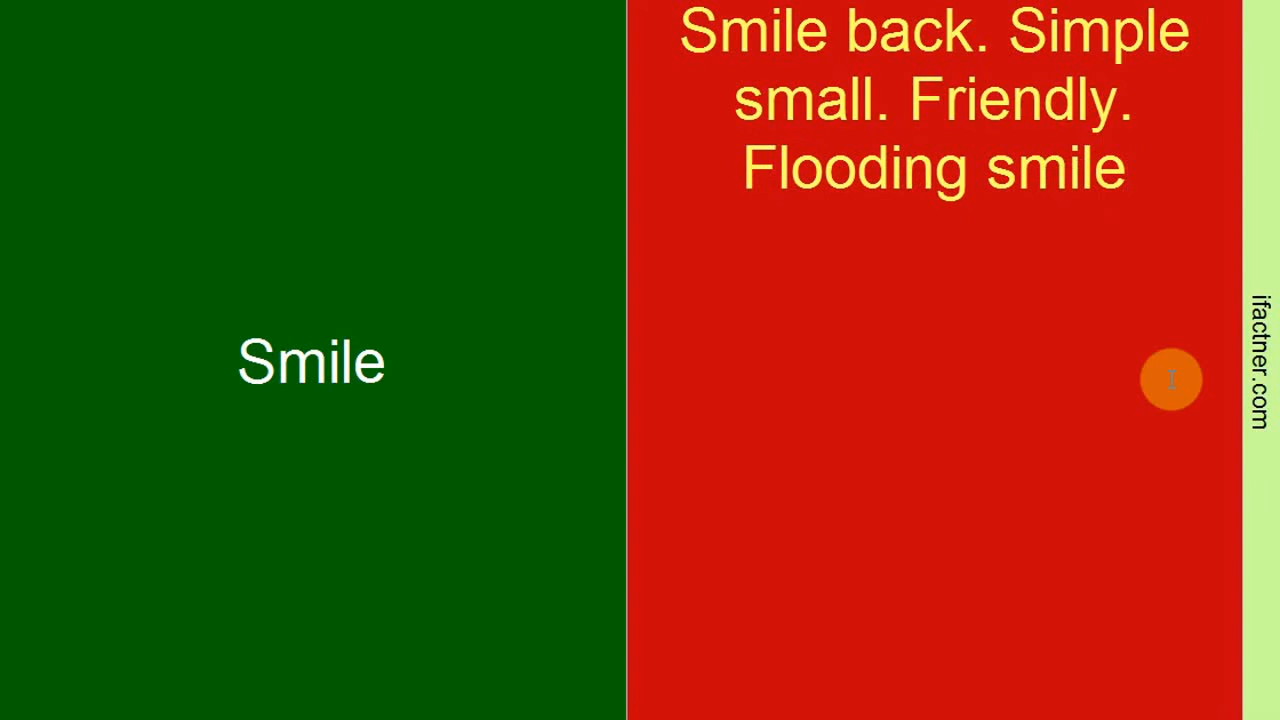 Smile
Smile back. Simple
small. Friendly.
Flooding smile
ifactner.com